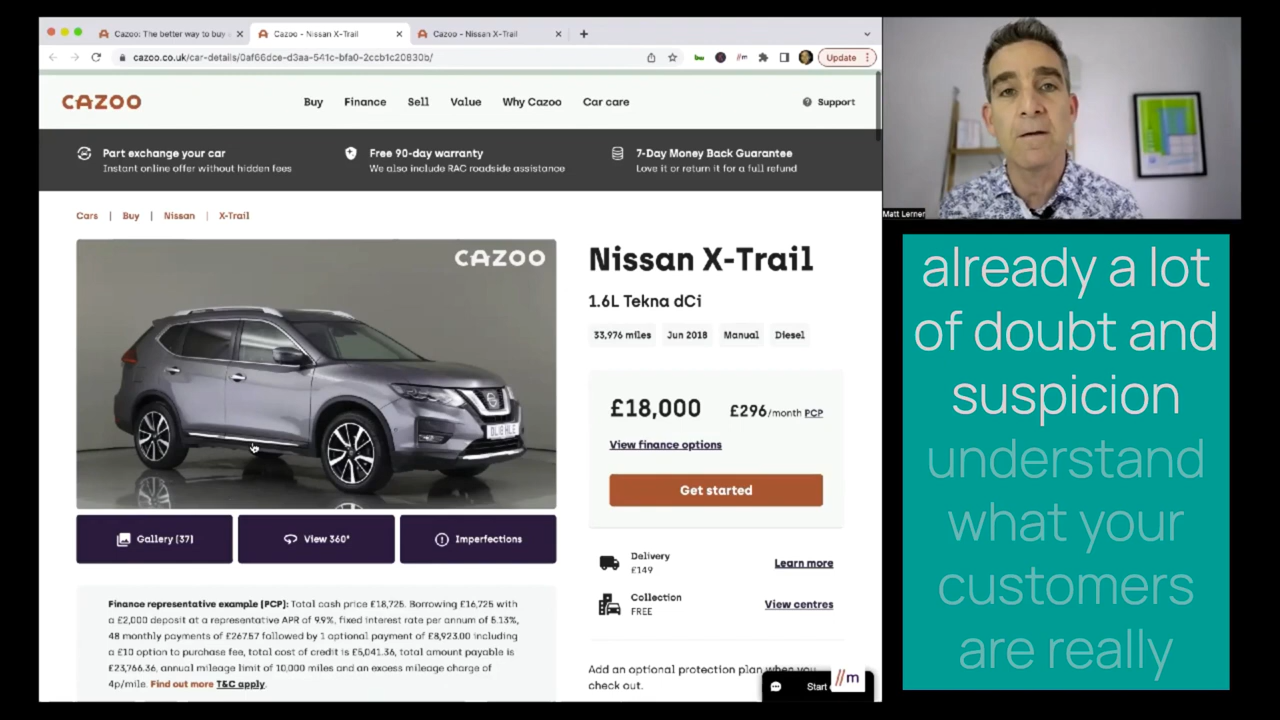 Cazoo: The better way to buy
Cazoo - Nissan X-Trail
Cazoo - Nissan X-Trail
cazoo.co.uk/car-details/0af66dce-d3aa-541c-bfa0-2ccb1c20830b/
Update
CAZOO
Buy
Finance
Sell
Value
Why Cazoo
Car care
Support
Part exchange your car
Instant online offer without hidden fees
Free 90-day warranty
We also include RAC roadside assistance
7-Day Money Back Guarantee
Love it or return it for a full refund
Cars | Buy | Nissan | X-Trail
CAZOO
Nissan X-Trail
1.6L Tekna dCi
33,976 miles
Jun 2018
Manual
Diesel
£18,000
£296/month PCP
View finance options
Get started
Gallery (37)
View 360°
Imperfections
Delivery
£149
Learn more
Collection
FREE
View centres
Finance representative example (PCP): Total cash price £18,725. Borrowing £16,725 with
a £2,000 deposit at a representative APR of 9.9%, fixed interest rate per annum of 5.13%,
48 monthly payments of £267.57 followed by 1 optional payment of £8,923.00 including
a £10 option to purchase fee, total cost of credit is £5,041.36, total amount payable is
£23,766.36, annual mileage limit of 10,000 miles and an excess mileage charge of
4p/mile. Find out more T&C apply.
Add an optional protection plan when you
check out.
Start
//m
Matt Lerner
already a lot
of doubt and
suspicion
understand
what your
customers
are really